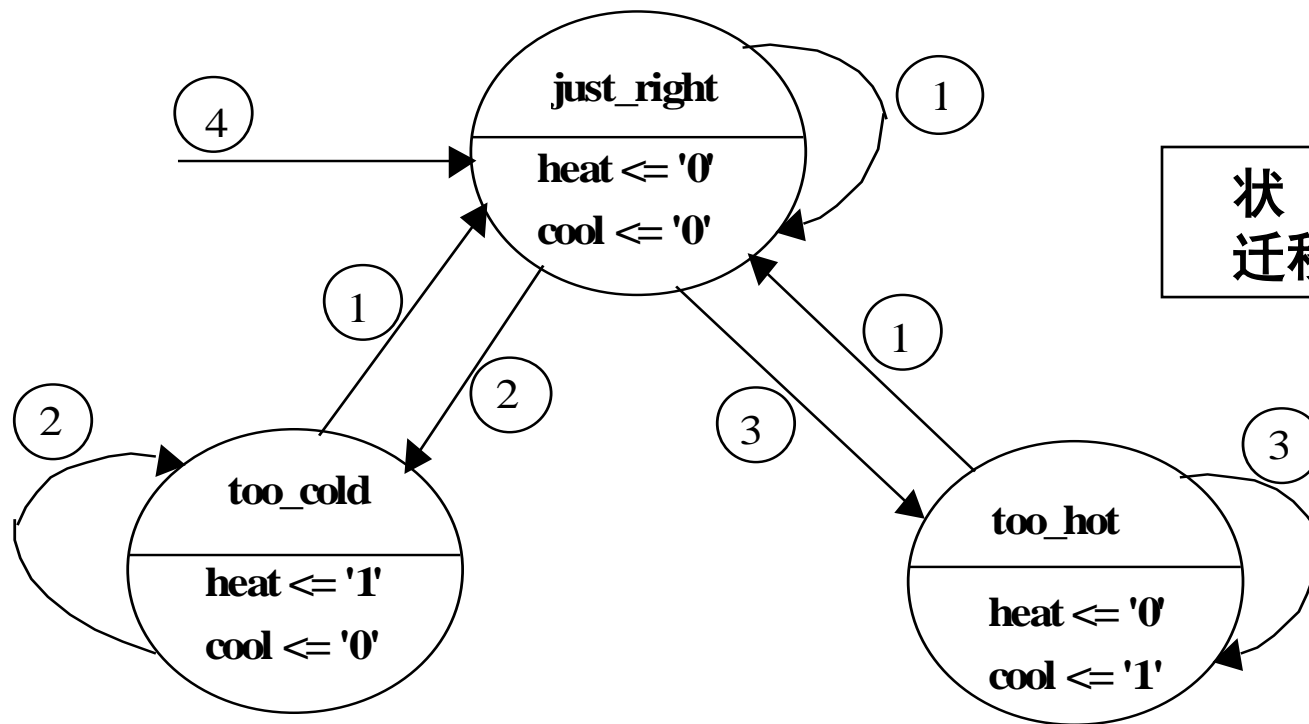 just_right
heat <= '0'
cool <= '0'
4
1
状
迁移
1
2
1
3
2
too_cold
heat <= '1'
cool <= '0'
3
too_hot
heat <= '0'
cool <= '1'